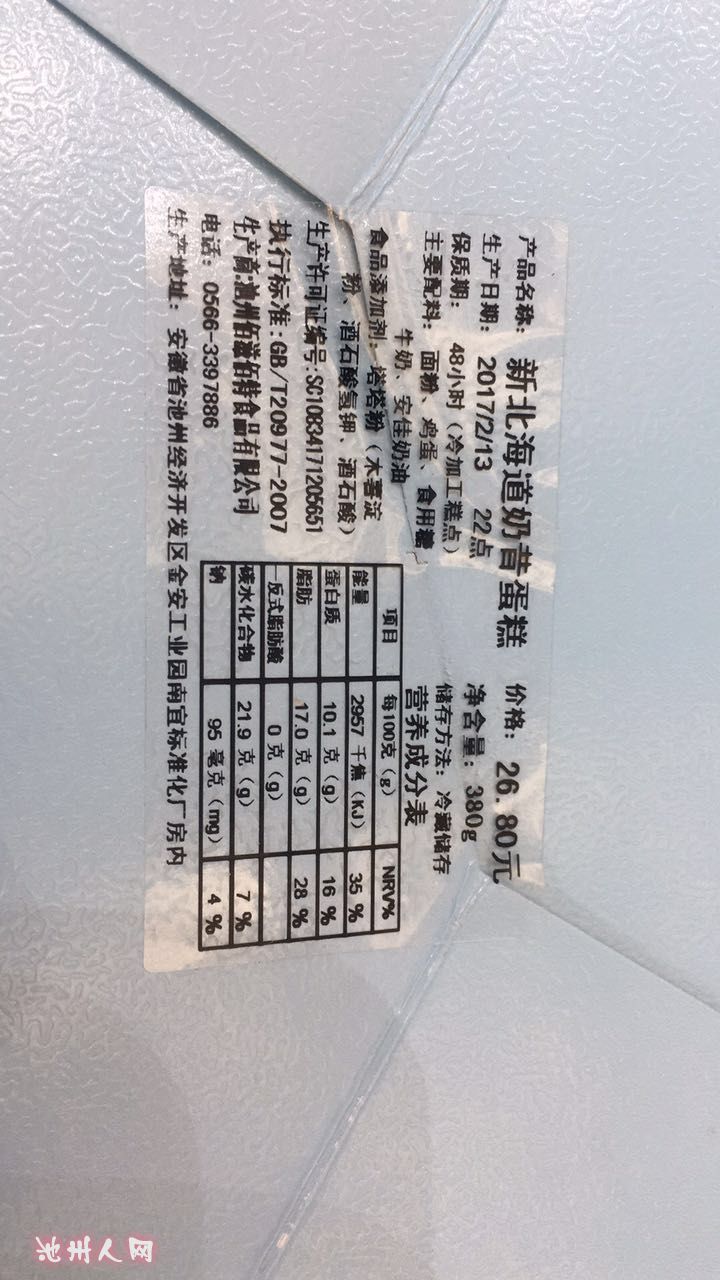 产品名称: 新北海道奶昔蛋糕 价格: 26.80元
生产日期: 2017/2/13 22点 净含量: 380g
保质期: 48小时（冷加工糕点） 储存方法: 冷藏储存
主要配料: 面粉、鸡蛋、食用糖
牛奶、安佳奶油
食品添加剂: 塔塔粉（木薯淀
粉、酒石酸氢钾、酒石酸）
生产许可证编号:SC10834171205651
执行标准:GB/T20977-2007
生产商:池州佰滋佰特食品有限公司
电话: 0566-3397886
生产地址: 安徽省池州经济开发区金安工业园南宜标准化厂房内
营养成分表
项目 每100克(g) NRV%
能量 2957 千焦(KJ) 35 %
蛋白质 10.1 克(g) 16 %
脂肪 17.0 克(g) 28 %
-反式脂肪酸 0 克(g)
碳水化合物 21.9 克(g) 7 %
钠 95 毫克(mg) 4 %
池州人网